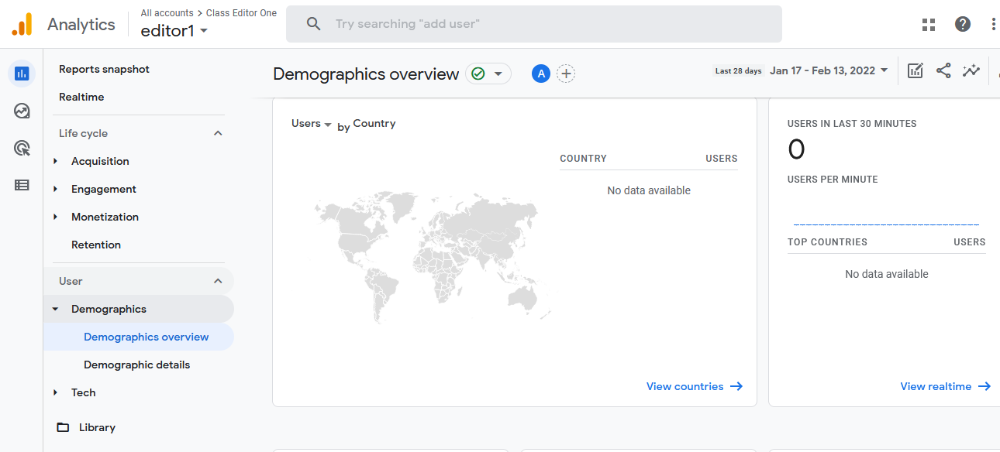 Analytics
All accounts > Class Editor One
editor1
Try searching "add user"
Reports snapshot
Realtime
Life cycle
Acquisition
Engagement
Monetization
Retention
User
Demographics
Demographics overview
Demographic details
Tech
Library
Demographics overview
A
Last 28 days Jan 17 - Feb 13, 2022
Users by Country
COUNTRY USERS
No data available
View countries
USERS IN LAST 30 MINUTES
0
USERS PER MINUTE
TOP COUNTRIES USERS
No data available
View realtime